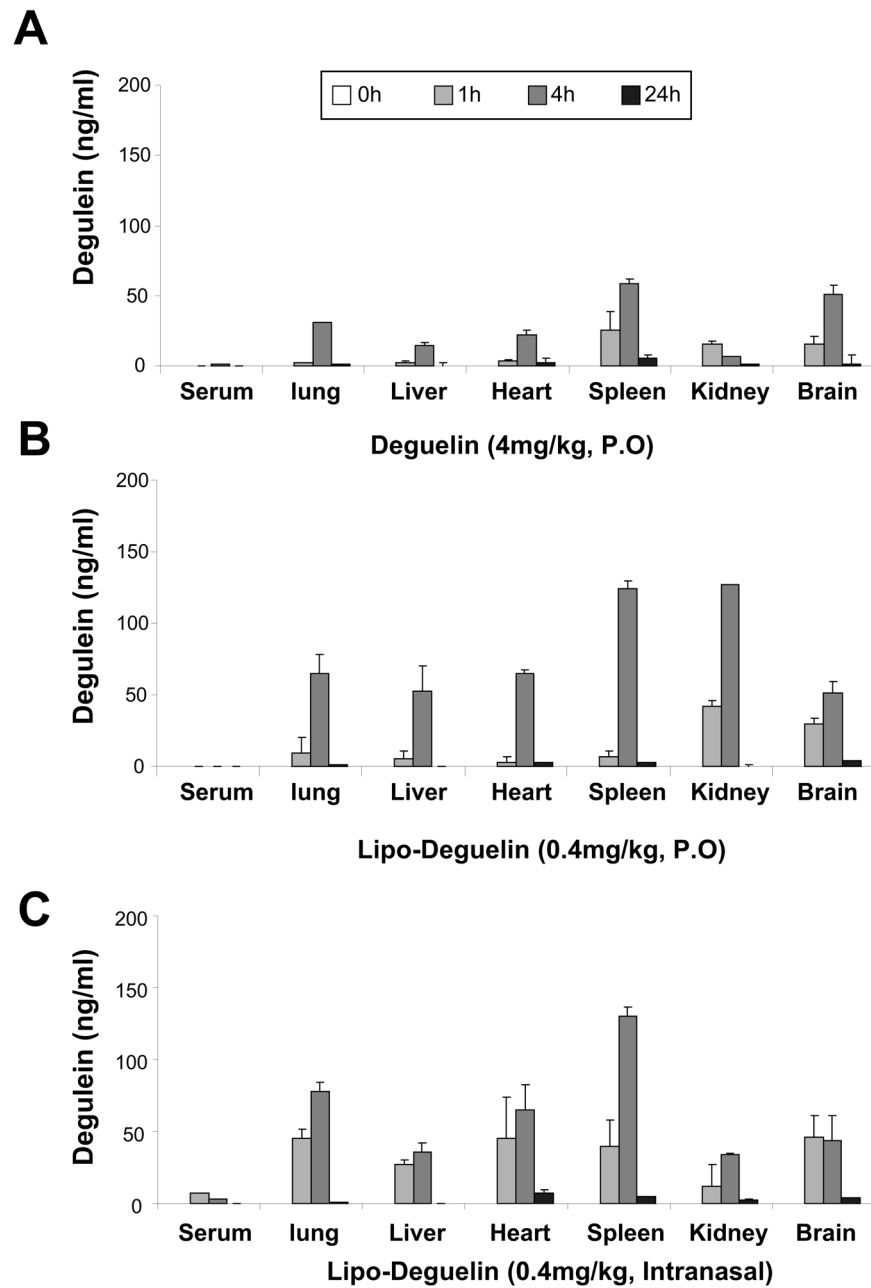 A
Degulein (ng/ml)
200
150
100
50
0
0h 1h 4h 24h
Serum lung Liver Heart Spleen Kidney Brain
Deguelin (4mg/kg, P.O)
B
Degulein (ng/ml)
200
150
100
50
0
Serum lung Liver Heart Spleen Kidney Brain
Lipo-Deguelin (0.4mg/kg, P.O)
C
Degulein (ng/ml)
200
150
100
50
0
Serum lung Liver Heart Spleen Kidney Brain
Lipo-Deguelin (0.4mg/kg, Intranasal)